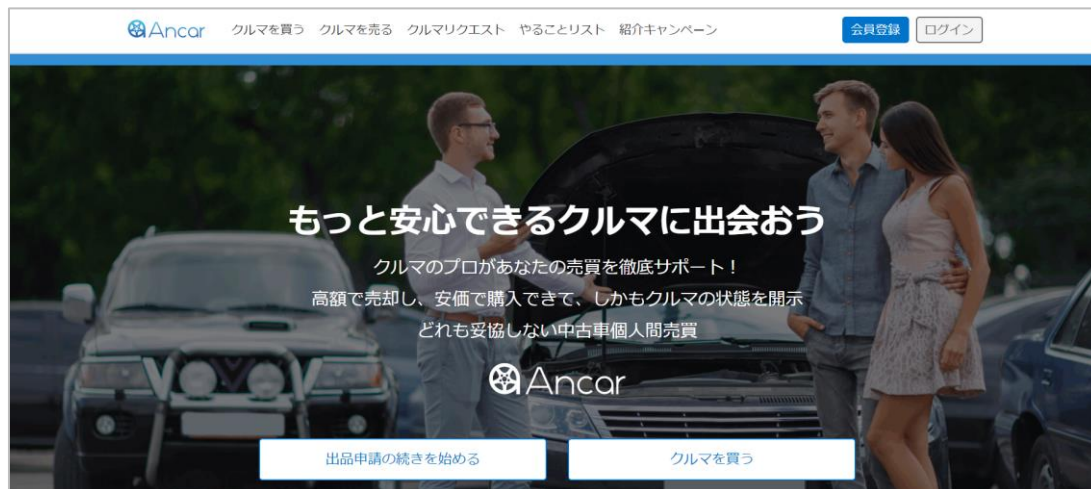 Ancar クルマを買う クルマを売る クルマリクエスト やることリスト 紹介キャンペーン 会員登録 ログイン
もっと安心できるクルマに出会おう
クルマのプロがあなたの売買を徹底サポート！
高額で売却し、安価で購入できて、しかもクルマの状態を開示
どれも妥協しない中古車個人間売買
Ancar
出品申請の続きを始める クルマを買う